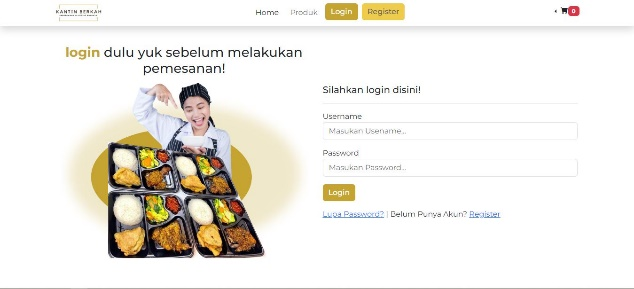 KANTIN BERKAH
Home
Produk
Login
Register
0
login dulu yuk sebelum melakukan
pemesanan!
Silahkan login disini!
Username
Masukan Usename...
Password
Masukan Password...
Login
Lupa Password? | Belum Punya Akun? Register